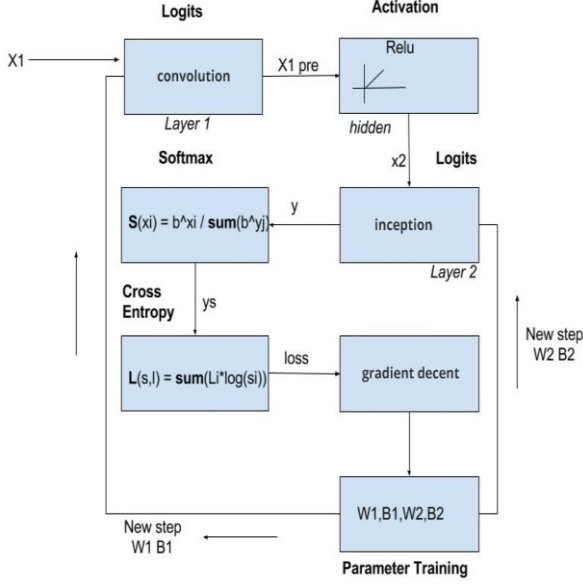 Logits
Activation
X1
convolution
X1 pre
Relu
Layer 1
hidden
Softmax
x2
Logits
S(xi) = b^xi / sum(b^yj)
y
inception
Layer 2
Cross
Entropy
ys
New step
W2 B2
L(s,l) = sum(Li*log(si))
loss
gradient decent
W1,B1,W2,B2
New step
W1 B1
Parameter Training